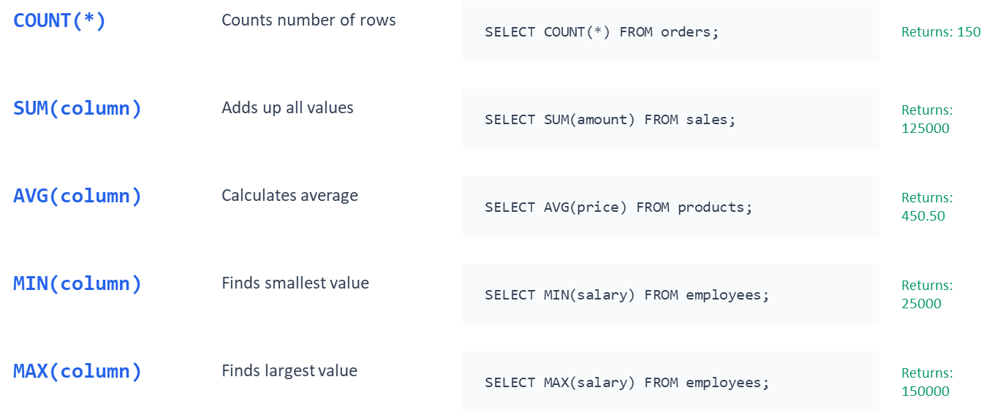 COUNT(*)
Counts number of rows
SELECT COUNT(*) FROM orders;
Returns: 150
SUM(column)
Adds up all values
SELECT SUM(amount) FROM sales;
Returns:
125000
AVG(column)
Calculates average
SELECT AVG(price) FROM products;
Returns:
450.50
MIN(column)
Finds smallest value
SELECT MIN(salary) FROM employees;
Returns:
25000
MAX(column)
Finds largest value
SELECT MAX(salary) FROM employees;
Returns:
150000